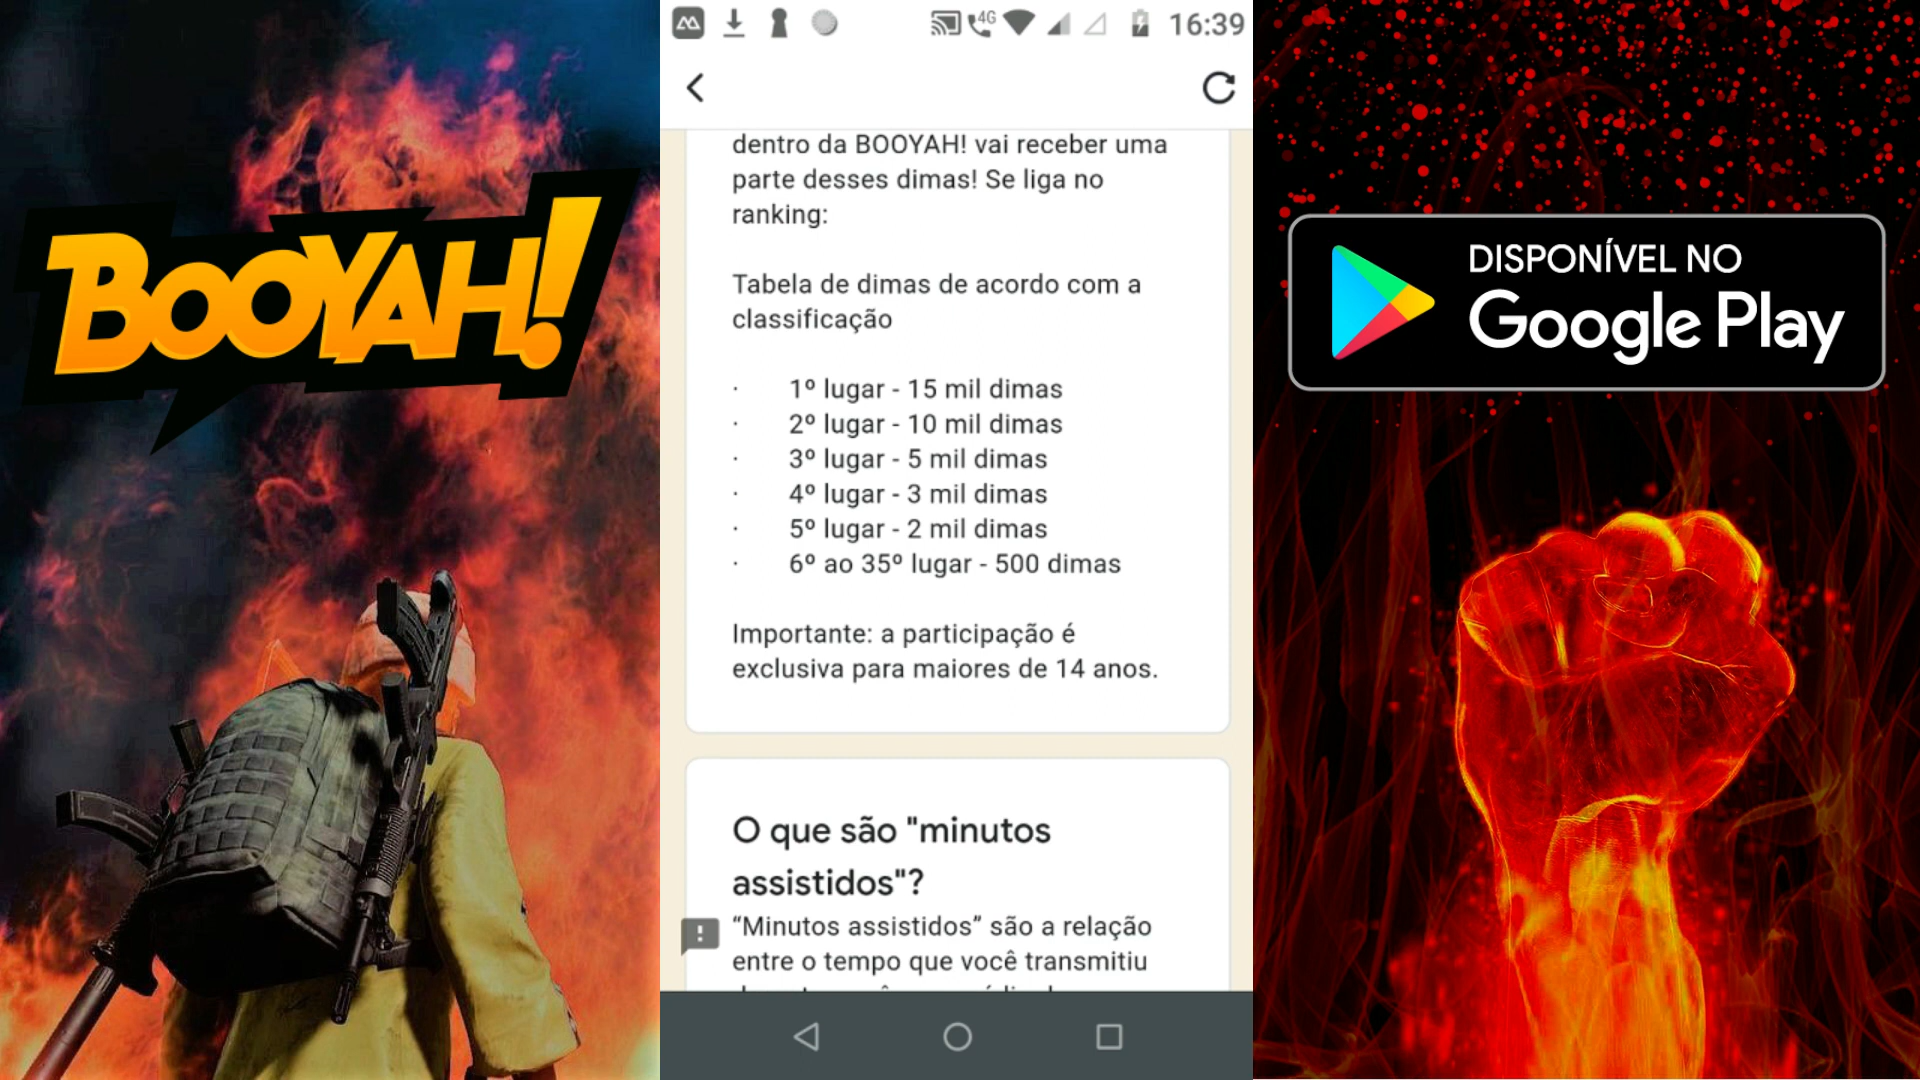 BOOYAH!
4G
16:39
dentro da BOOYAH! vai receber uma
parte desses dimas! Se liga no
ranking:
Tabela de dimas de acordo com a
classificação
· 1º lugar - 15 mil dimas
· 2º lugar - 10 mil dimas
· 3º lugar - 5 mil dimas
· 4º lugar - 3 mil dimas
· 5º lugar - 2 mil dimas
· 6º ao 35º lugar - 500 dimas
Importante: a participação é
exclusiva para maiores de 14 anos.
O que são "minutos
assistidos"?
“Minutos assistidos” são a relação
entre o tempo que você transmitiu
DISPONÍVEL NO
Google Play